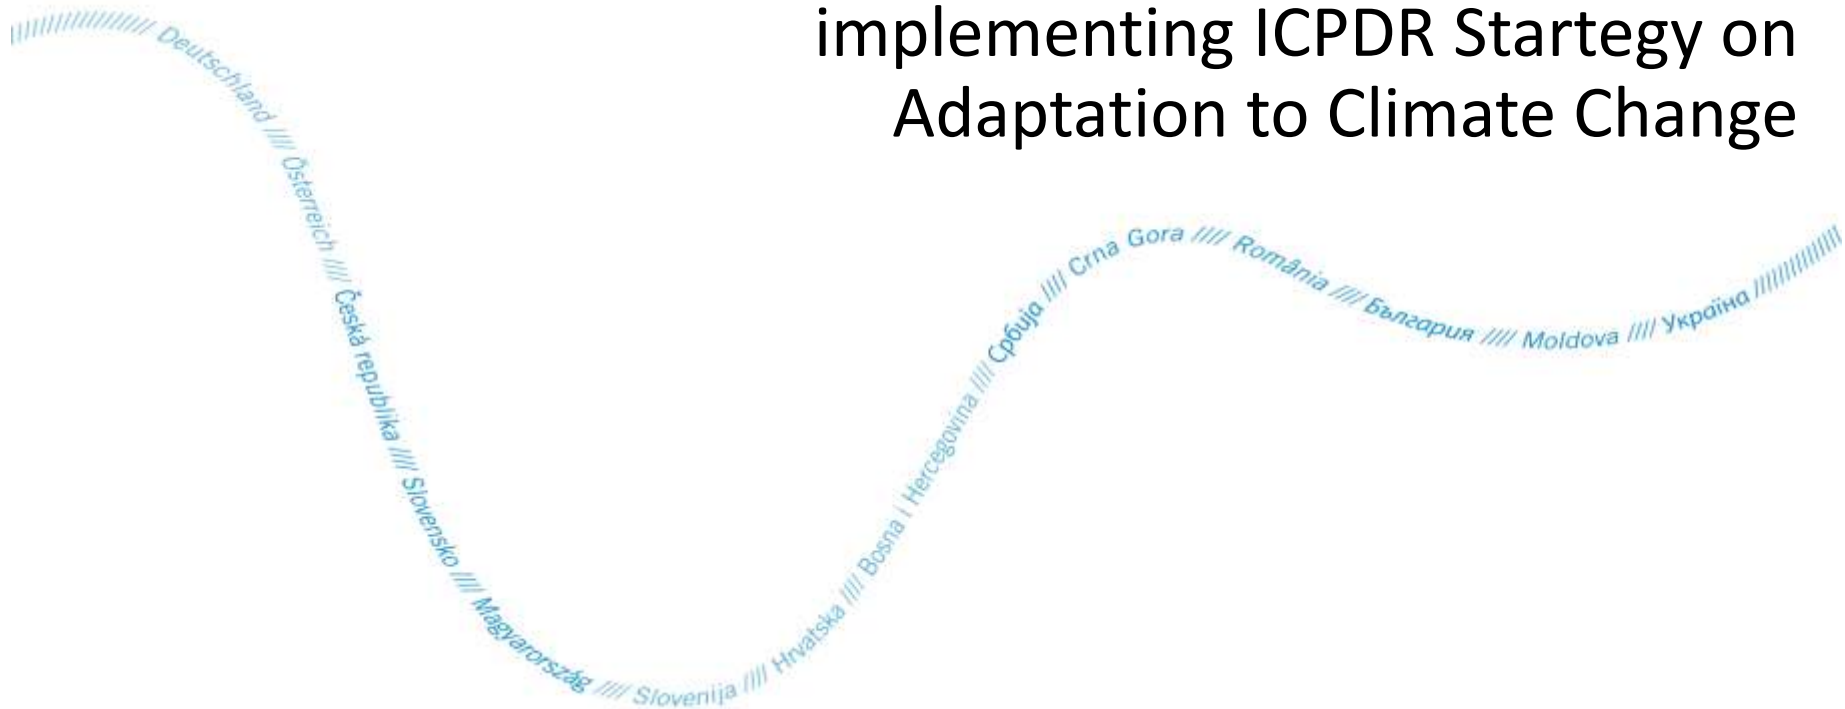 implementing ICPDR Startegy on
Adaptation to Climate Change
//////////////////// Deutschland //// Österreich //// Česká republika //// Slovensko //// Magyarország //// Slovenija //// Hrvatska //// Bosna i Hercegovina //// Србија //// Crna Gora //// România //// България //// Moldova //// Україна ////////////////